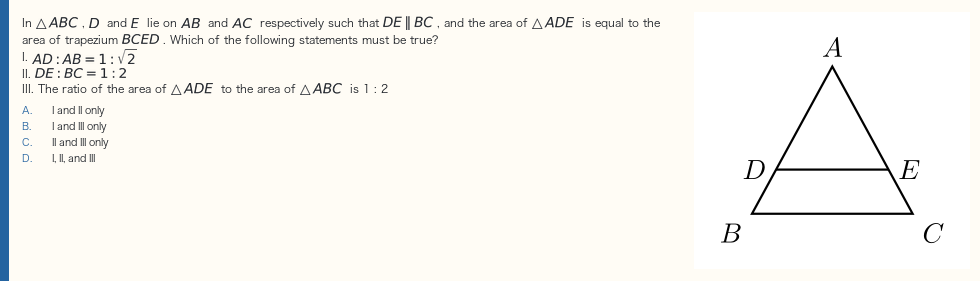 In △ABC , D and E lie on AB and AC respectively such that DE ∥ BC , and the area of △ADE is equal to the
area of trapezium BCED . Which of the following statements must be true?
I. AD : AB = 1 : √2
II. DE : BC = 1 : 2
III. The ratio of the area of △ADE to the area of △ABC is 1 : 2
A. I and II only
B. I and III only
C. II and III only
D. I, II, and III
A
D
E
B
C